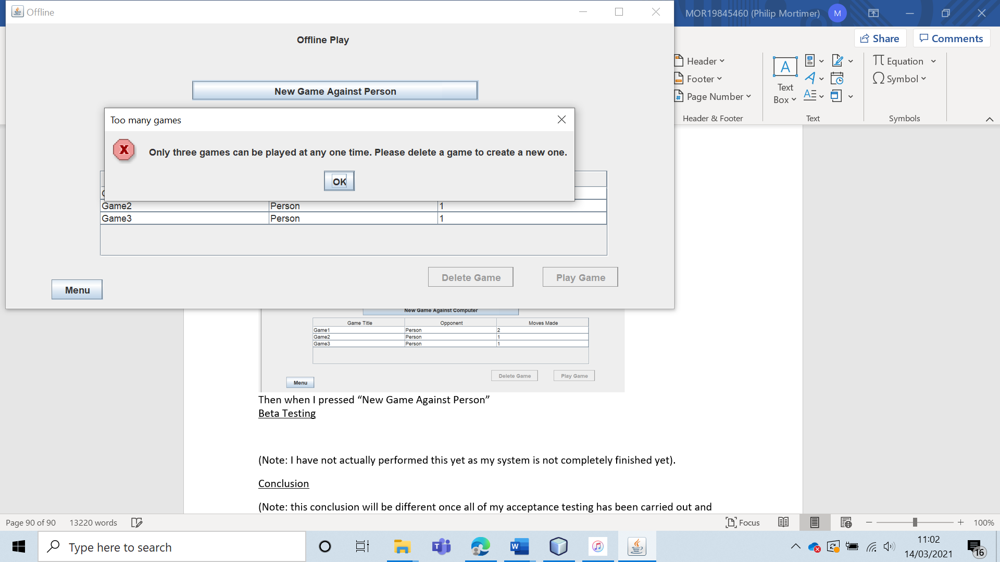 Offline
MOR19845460 (Philip Mortimer)
M
Offline Play
Share
Comments
New Game Against Person
Header
Footer
Page Number
Header & Footer
Text
Box
Text
Equation
Symbol
Symbols
Too many games
Only three games can be played at any one time. Please delete a game to create a new one.
OK
Game2 Person 1
Game3 Person 1
Delete Game
Play Game
Menu
New Game Against Computer
Game Title Opponent Moves Made
Game1 Person 2
Game2 Person 1
Game3 Person 1
Delete Game
Play Game
Menu
Then when I pressed “New Game Against Person”
Beta Testing
(Note: I have not actually performed this yet as my system is not completely finished yet).
Conclusion
(Note: this conclusion will be different once all of my acceptance testing has been carried out and
Page 90 of 90
13220 words
Focus
100%
Type here to search
11:02
14/03/2021
16